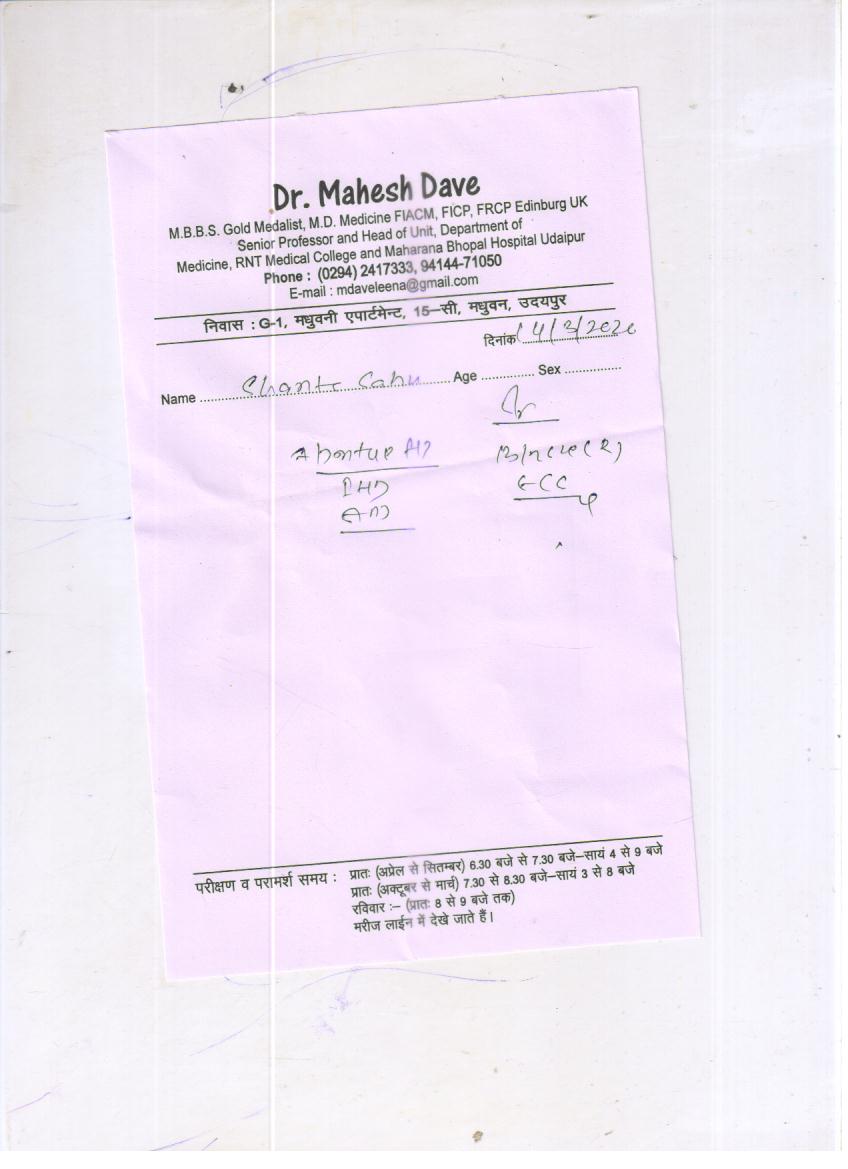 Dr. Mahesh Dave
M.B.B.S. Gold Medalist, M.D. Medicine FIACM, FICP, FRCP Edinburg UK
Senior Professor and Head of Unit, Department of
Medicine, RNT Medical College and Maharana Bhopal Hospital Udaipur
Phone : (0294) 2417333, 94144-71050
E-mail : mdaveleena@gmail.com
निवास : G-1, मधुवनी एपार्टमेन्ट, 15–सी, मधुवन, उदयपुर
दिनांक 14/3/2020
Name Shanti Sahu Age Sex
परीक्षण व परामर्श समय : प्रातः (अप्रेल से सितम्बर) 6.30 बजे से 7.30 बजे–सायं 4 से 9 बजे
प्रातः (अक्टूबर से मार्च) 7.30 से 8.30 बजे–सायं 3 से 8 बजे
रविवार :– (प्रातः 8 से 9 बजे तक)
मरीज लाईन में देखे जाते हैं।